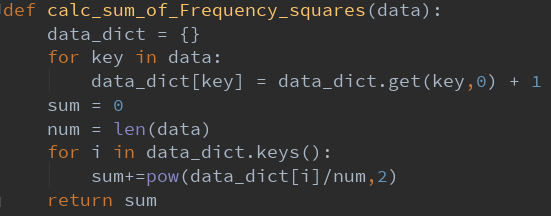 def calc_sum_of_Frequency_squares(data):
    data_dict = {}
    for key in data:
        data_dict[key] = data_dict.get(key,0) + 1
    sum = 0
    num = len(data)
    for i in data_dict.keys():
        sum+=pow(data_dict[i]/num,2)
    return sum